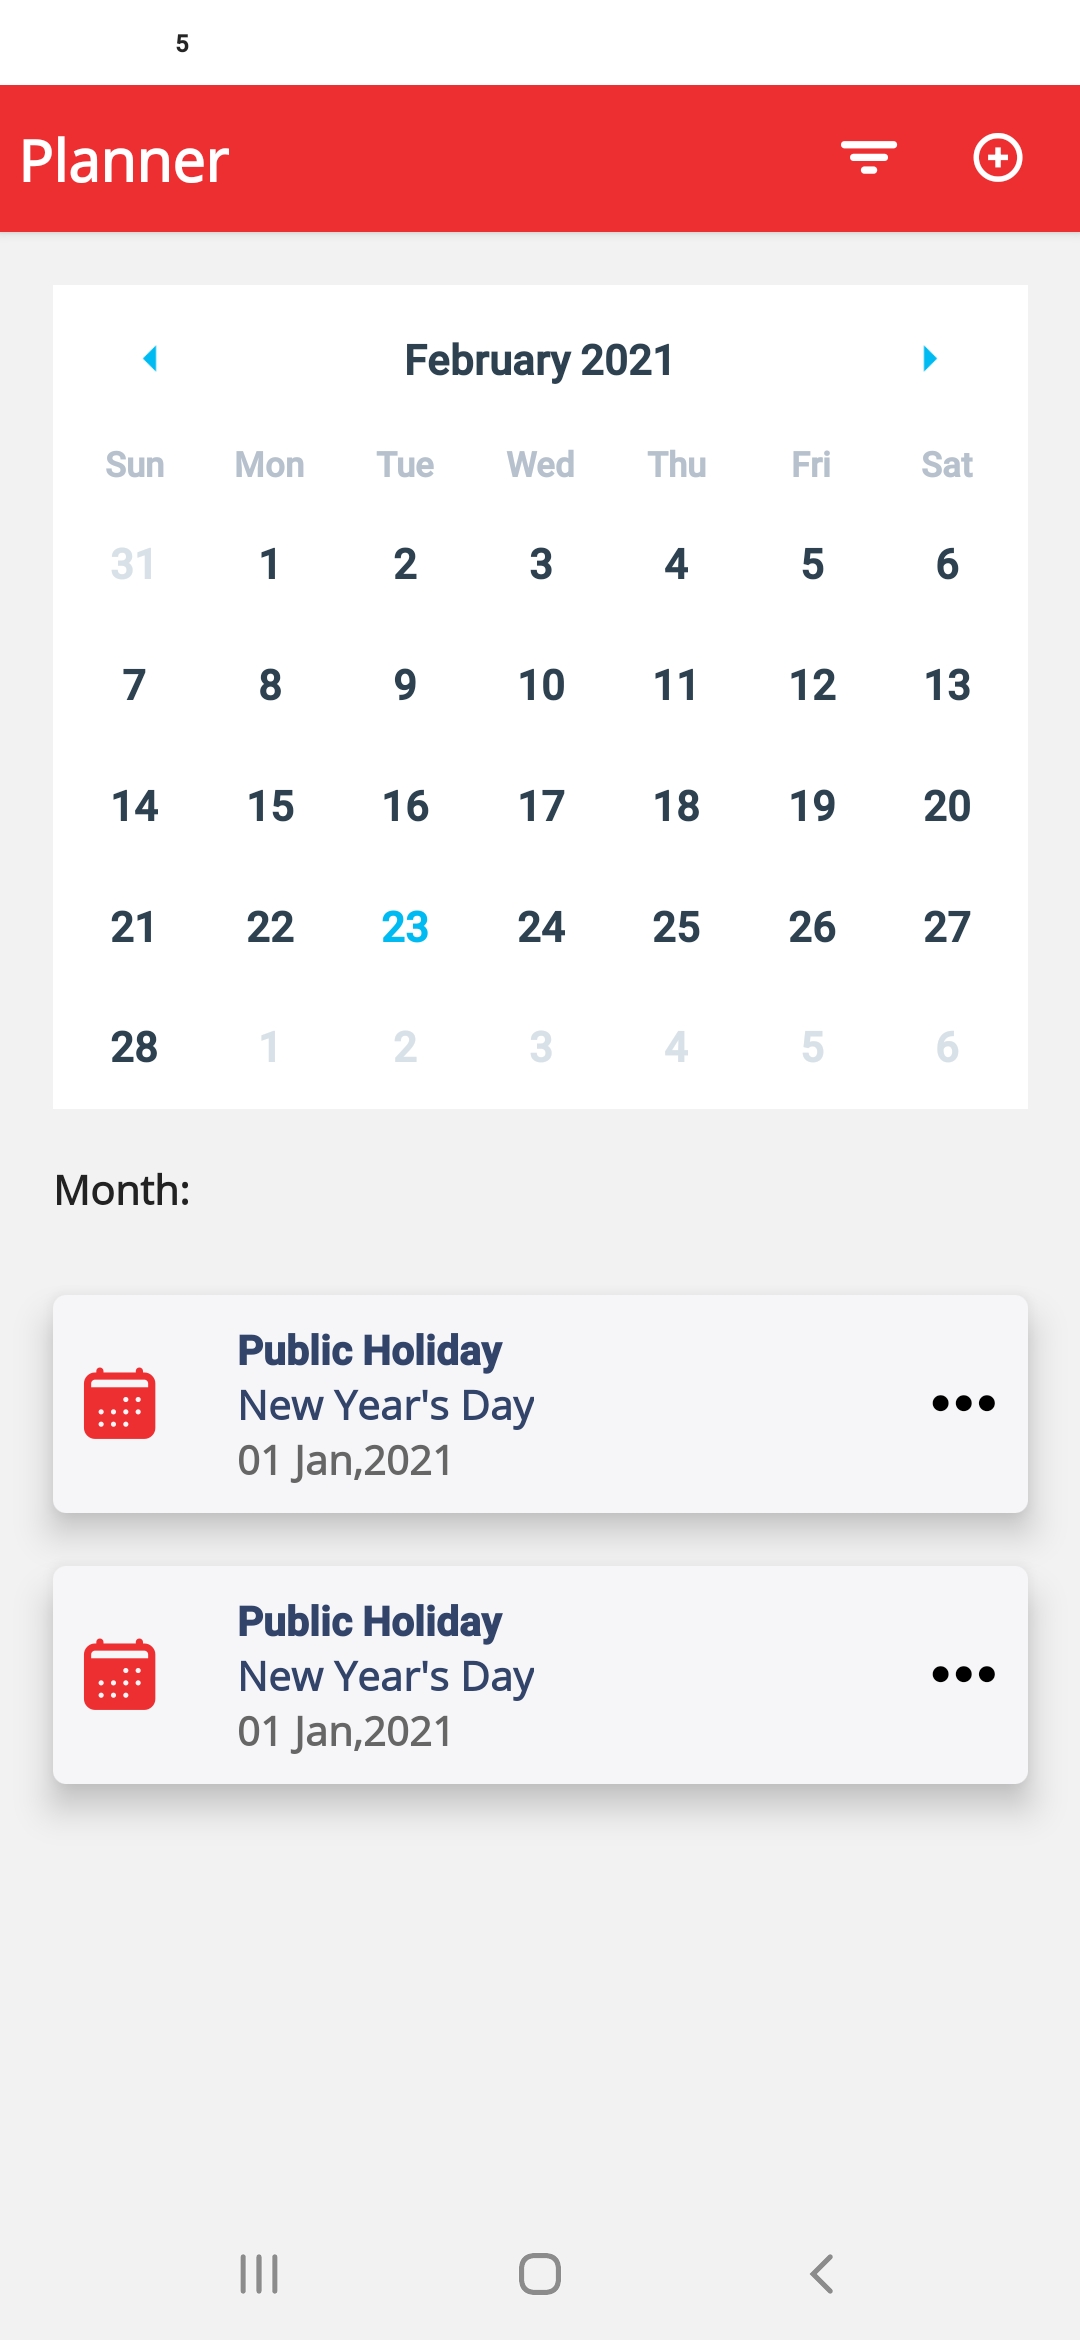 5
Planner
February 2021
Sun Mon Tue Wed Thu Fri Sat
31 1 2 3 4 5 6
7 8 9 10 11 12 13
14 15 16 17 18 19 20
21 22 23 24 25 26 27
28 1 2 3 4 5 6
Month:
Public Holiday
New Year's Day
01 Jan,2021
Public Holiday
New Year's Day
01 Jan,2021